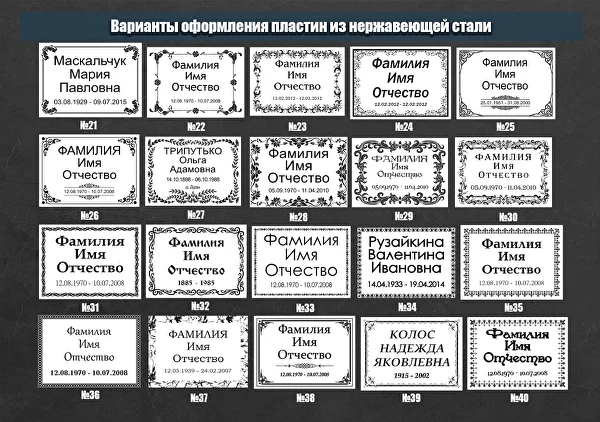 Варианты оформления пластин из нержавеющей стали
Маскальчук
Мария
Павловна
03.08.1929 - 09.07.2015
№21
Фамилия
Имя
Отчество
12.08.1970 - 10.07.2008
№22
Фамилия
Имя
Отчество
12.02.2012 - 12.02.2012
№23
Фамилия
Имя
Отчество
12.02.2012 - 12.02.2012
№24
Фамилия
Имя
Отчество
25.01.1951 - 31.08.2000
№25
ФАМИЛИЯ
Имя
Отчество
12.08.1970 - 10.07.2008
№26
ТРИПУТЬКО
Ольга
Адамовна
14.10.1898 - 06.10.1988
№27
Фамилия
Имя
Отчество
05.09.1970 - 11.04.2010
№28
ФАМИЛИЯ
Имя
Отчество
05.09.1970 - 11.04.2010
№29
ФАМИЛИЯ
Имя
Отчество
05.09.1970 - 11.04.2010
№30
Фамилия
Имя
Отчество
12.08.1970 - 10.07.2008
№31
Фамилия
Имя
Отчество
1885 - 1985
№32
Фамилия
Имя
Отчество
12.08.1970 - 10.07.2008
№33
Рузайкина
Валентина
Ивановна
14.04.1933 - 19.04.2014
№34
Фамилия
Имя
Отчество
12.08.1970 - 10.07.2008
№35
Фамилия
Имя
Отчество
12.08.1970 - 10.07.2008
№36
ФАМИЛИЯ
Имя
Отчество
12.03.1939 - 24.02.2007
№37
Фамилия
Имя
Отчество
12.08.1970 - 10.07.2008
№38
КОЛОС
НАДЕЖДА
ЯКОВЛЕВНА
1915 - 2002
№39
Фамилия
Имя
Отчество
12.08.1970 - 10.07.2008
№40